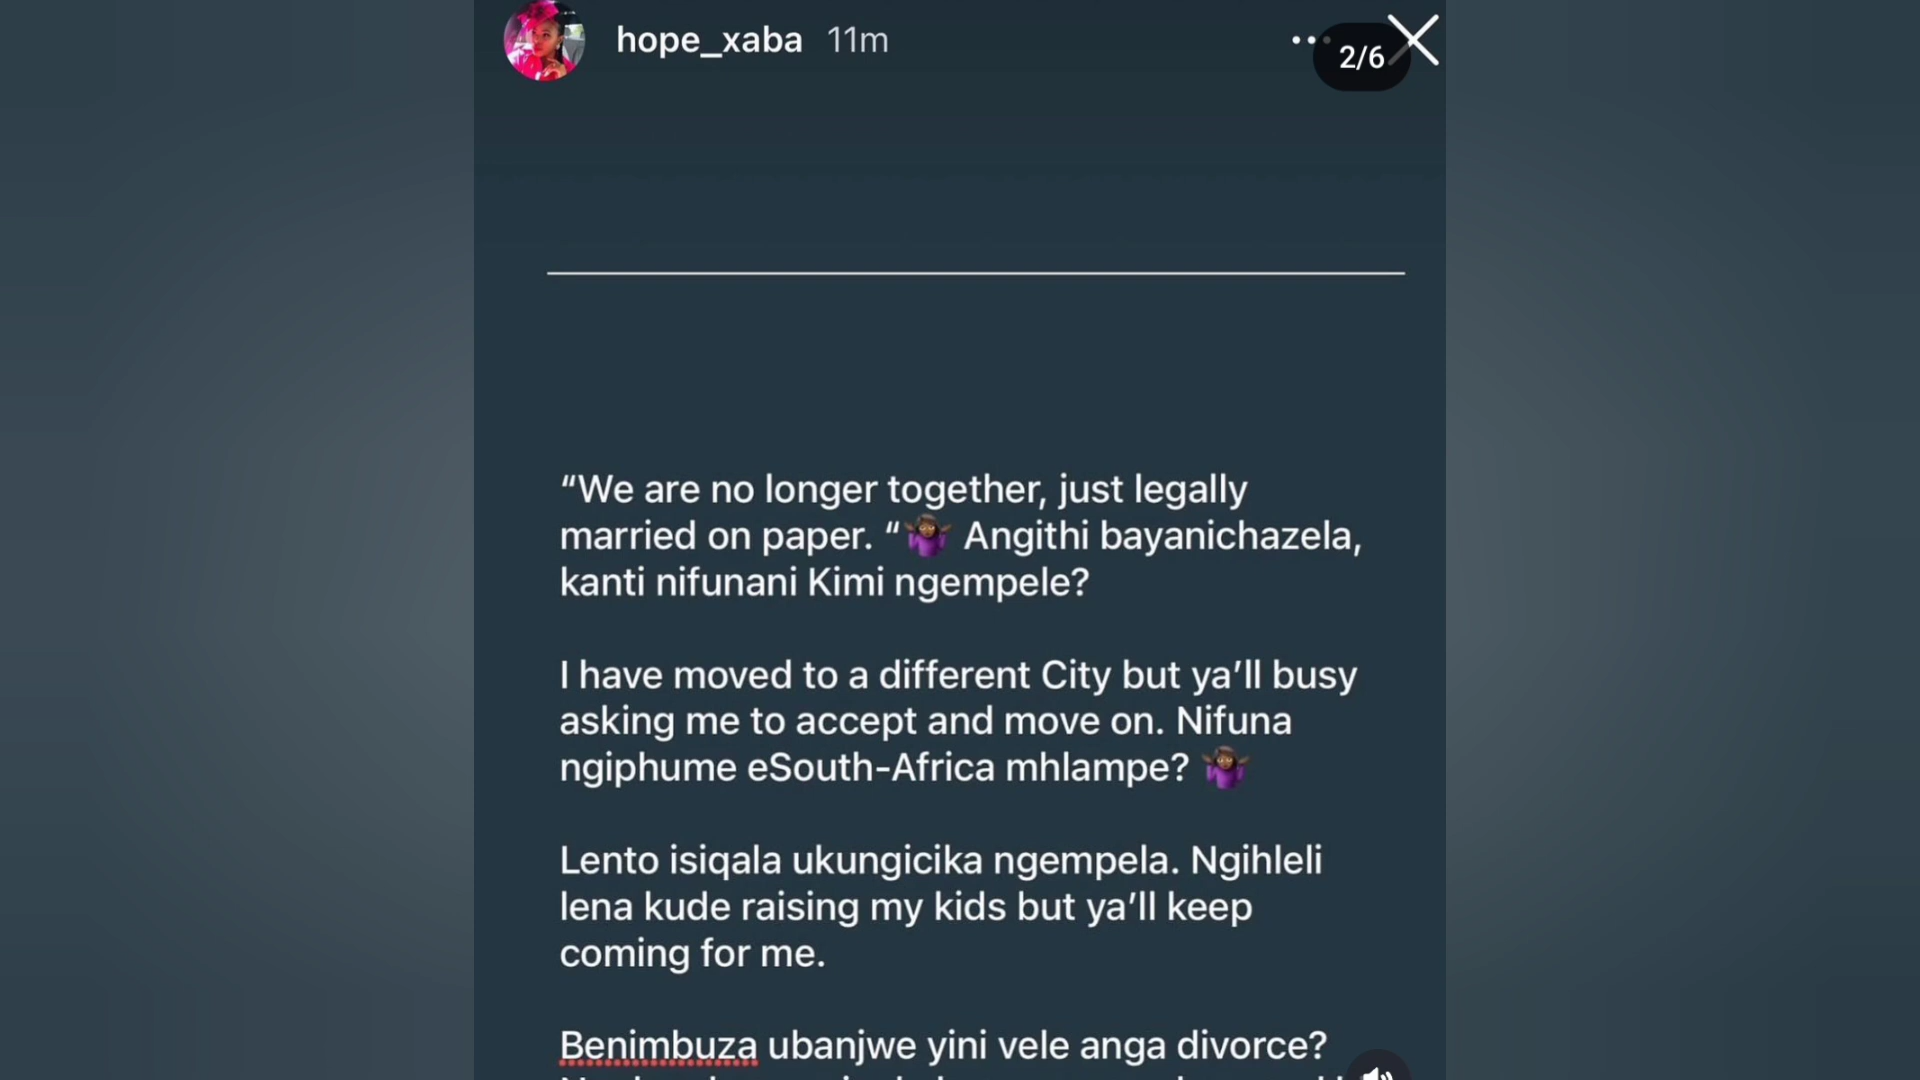 hope_xaba 11m
2/6
“We are no longer together, just legally
married on paper. “🤷🏾‍♀️ Angithi bayanichazela,
kanti nifunani Kimi ngempele?
I have moved to a different City but ya’ll busy
asking me to accept and move on. Nifuna
ngiphume eSouth-Africa mhlampe? 🤷🏾‍♀️
Lento isiqala ukungicika ngempela. Ngihleli
lena kude raising my kids but ya’ll keep
coming for me.
Benimbuza ubanjwe yini vele anga divorce?